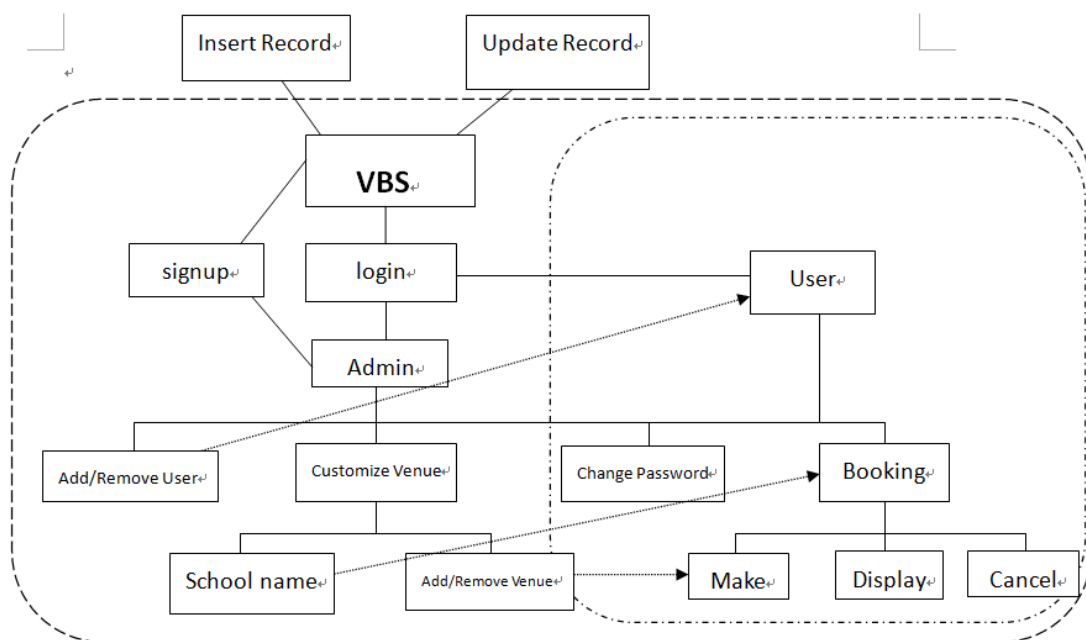 Insert Record
Update Record
VBS
signup
login
User
Admin
Add/Remove User
Customize Venue
Change Password
Booking
School name
Add/Remove Venue
Make
Display
Cancel